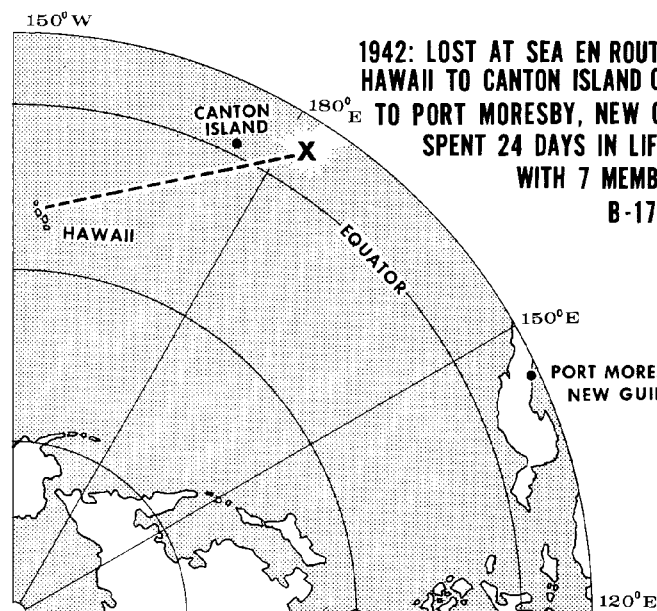 150°W
1942: LOST AT SEA EN ROUT
HAWAII TO CANTON ISLAND
TO PORT MORESBY, NEW
SPENT 24 DAYS IN LIF
WITH 7 MEMB
B-17
CANTON
ISLAND
180°
E
X
HAWAII
EQUATOR
150°E
PORT MORE
NEW GUI
120°E